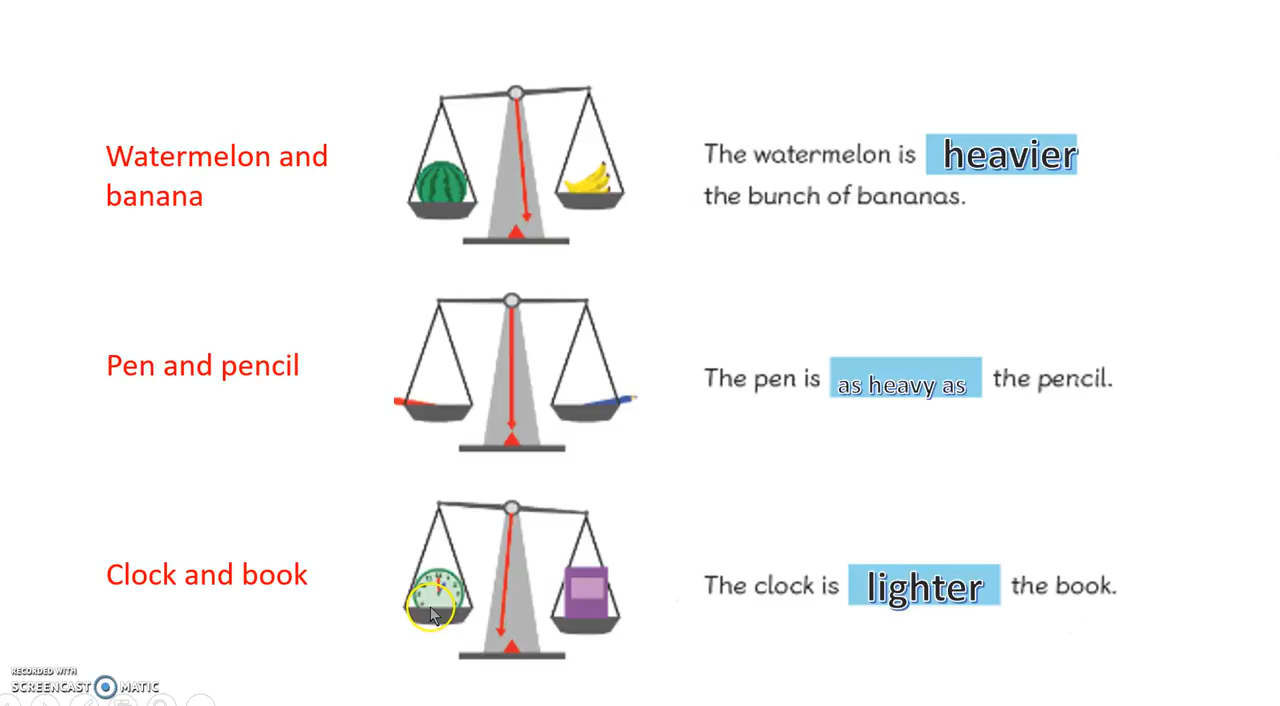 Watermelon and
banana
The watermelon is heavier
the bunch of bananas.
Pen and pencil
The pen is as heavy as the pencil.
Clock and book
The clock is lighter the book.
RECORDED WITH
SCREENCAST MATIC